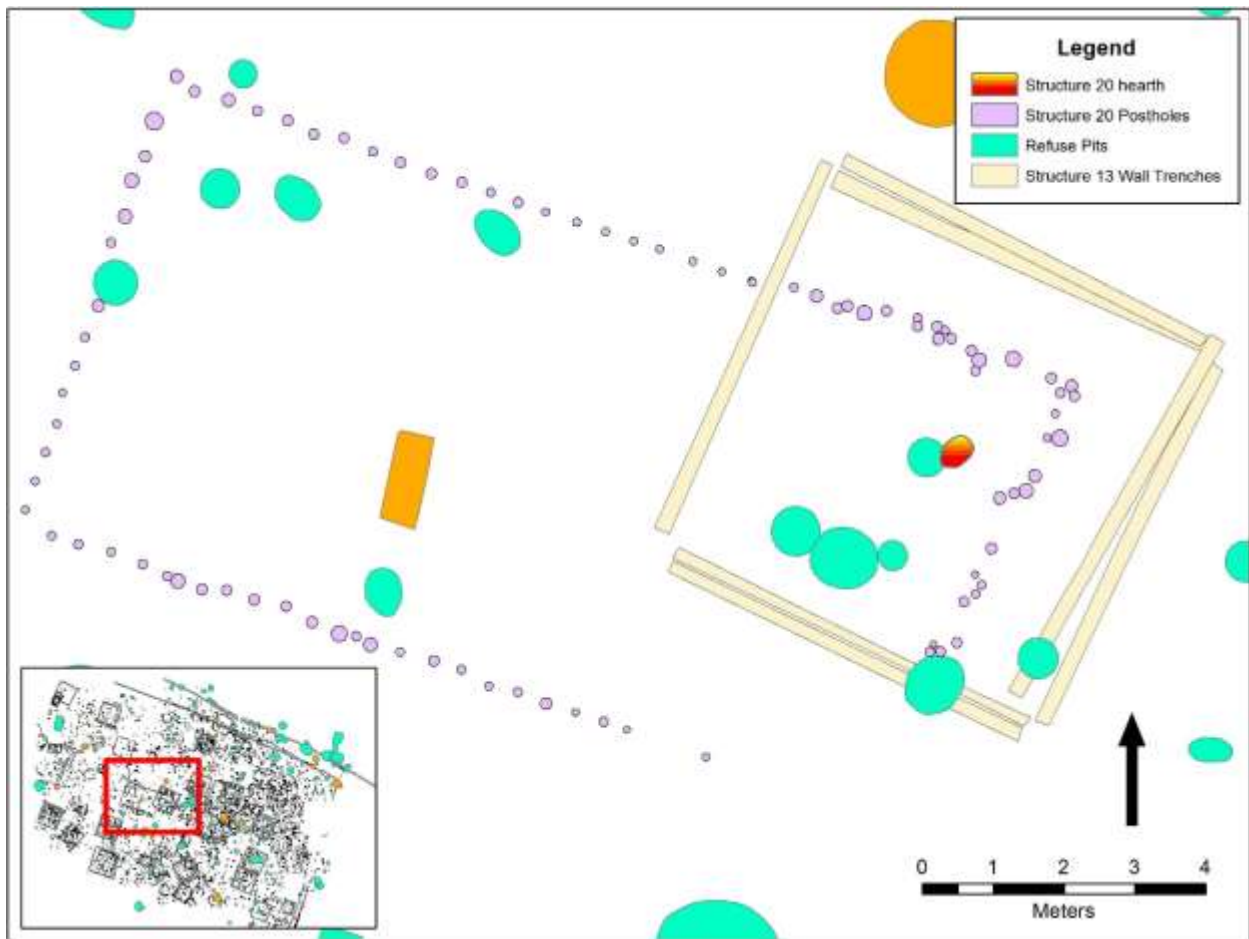 Legend
Structure 20 hearth
Structure 20 Postholes
Refuse Pits
Structure 13 Wall Trenches
0 1 2 3 4
Meters